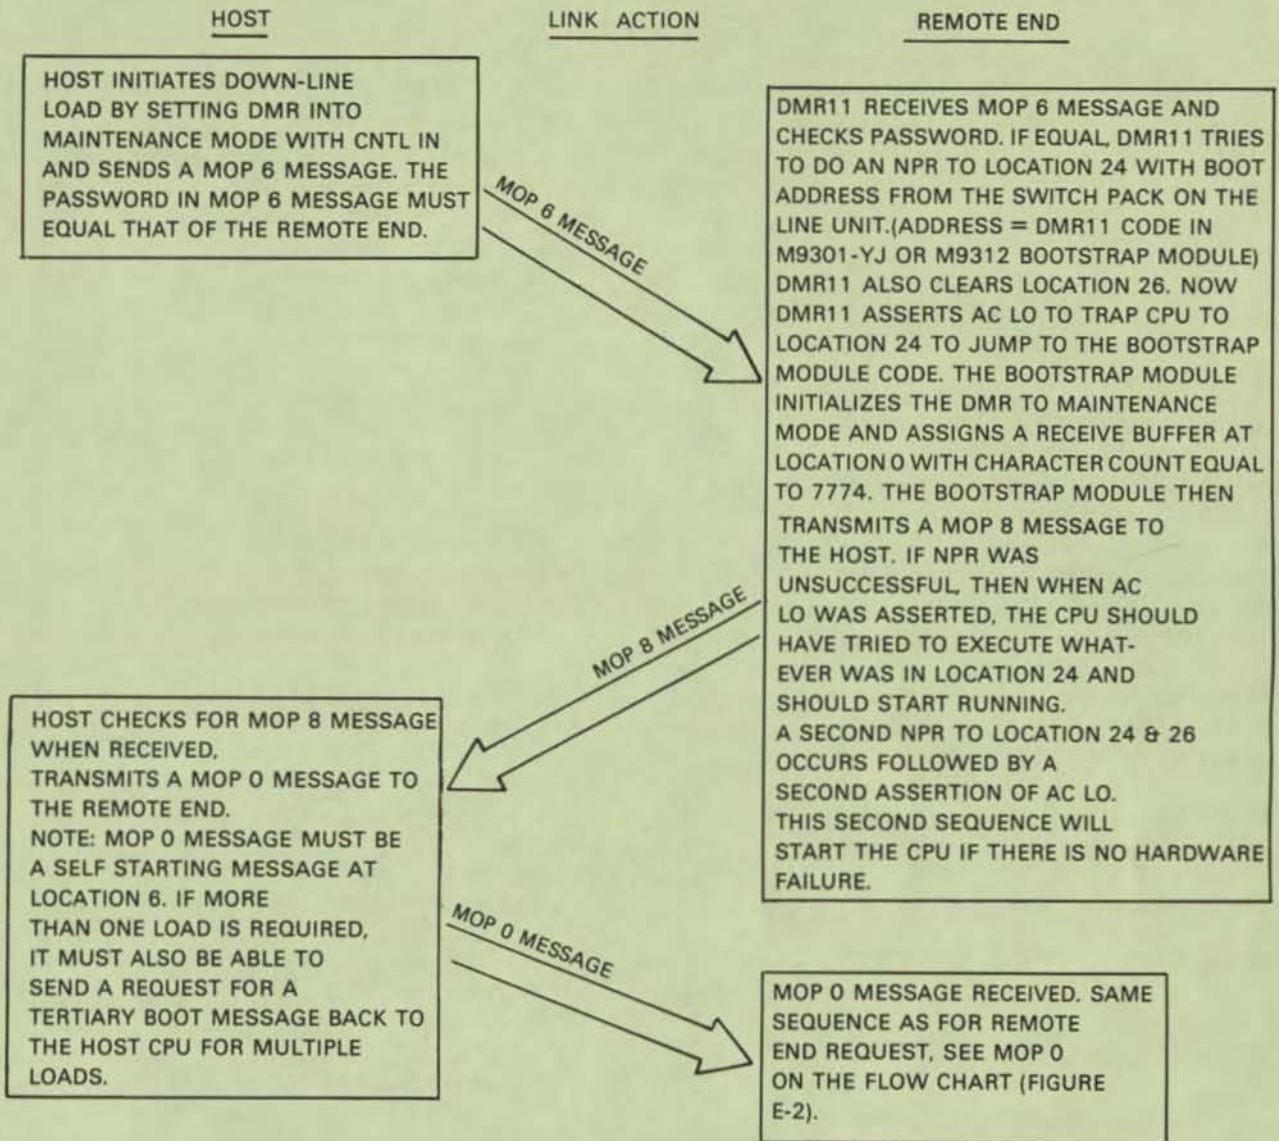 HOST
LINK ACTION
REMOTE END
HOST INITIATES DOWN-LINE
LOAD BY SETTING DMR INTO
MAINTENANCE MODE WITH CNTL IN
AND SENDS A MOP 6 MESSAGE. THE
PASSWORD IN MOP 6 MESSAGE MUST
EQUAL THAT OF THE REMOTE END.
MOP 6 MESSAGE
DMR11 RECEIVES MOP 6 MESSAGE AND
CHECKS PASSWORD. IF EQUAL, DMR11 TRIES
TO DO AN NPR TO LOCATION 24 WITH BOOT
ADDRESS FROM THE SWITCH PACK ON THE
LINE UNIT.(ADDRESS = DMR11 CODE IN
M9301-YJ OR M9312 BOOTSTRAP MODULE)
DMR11 ALSO CLEARS LOCATION 26. NOW
DMR11 ASSERTS AC LO TO TRAP CPU TO
LOCATION 24 TO JUMP TO THE BOOTSTRAP
MODULE CODE. THE BOOTSTRAP MODULE
INITIALIZES THE DMR TO MAINTENANCE
MODE AND ASSIGNS A RECEIVE BUFFER AT
LOCATION 0 WITH CHARACTER COUNT EQUAL
TO 7774. THE BOOTSTRAP MODULE THEN
TRANSMITS A MOP 8 MESSAGE TO
THE HOST. IF NPR WAS
UNSUCCESSFUL, THEN WHEN AC
LO WAS ASSERTED, THE CPU SHOULD
HAVE TRIED TO EXECUTE WHAT-
EVER WAS IN LOCATION 24 AND
SHOULD START RUNNING.
A SECOND NPR TO LOCATION 24 & 26
OCCURS FOLLOWED BY A
SECOND ASSERTION OF AC LO.
THIS SECOND SEQUENCE WILL
START THE CPU IF THERE IS NO HARDWARE
FAILURE.
MOP 8 MESSAGE
HOST CHECKS FOR MOP 8 MESSAGE
WHEN RECEIVED,
TRANSMITS A MOP 0 MESSAGE TO
THE REMOTE END.
NOTE: MOP 0 MESSAGE MUST BE
A SELF STARTING MESSAGE AT
LOCATION 6. IF MORE
THAN ONE LOAD IS REQUIRED,
IT MUST ALSO BE ABLE TO
SEND A REQUEST FOR A
TERTIARY BOOT MESSAGE BACK TO
THE HOST CPU FOR MULTIPLE
LOADS.
MOP 0 MESSAGE
MOP 0 MESSAGE RECEIVED. SAME
SEQUENCE AS FOR REMOTE
END REQUEST, SEE MOP 0
ON THE FLOW CHART (FIGURE
E-2).